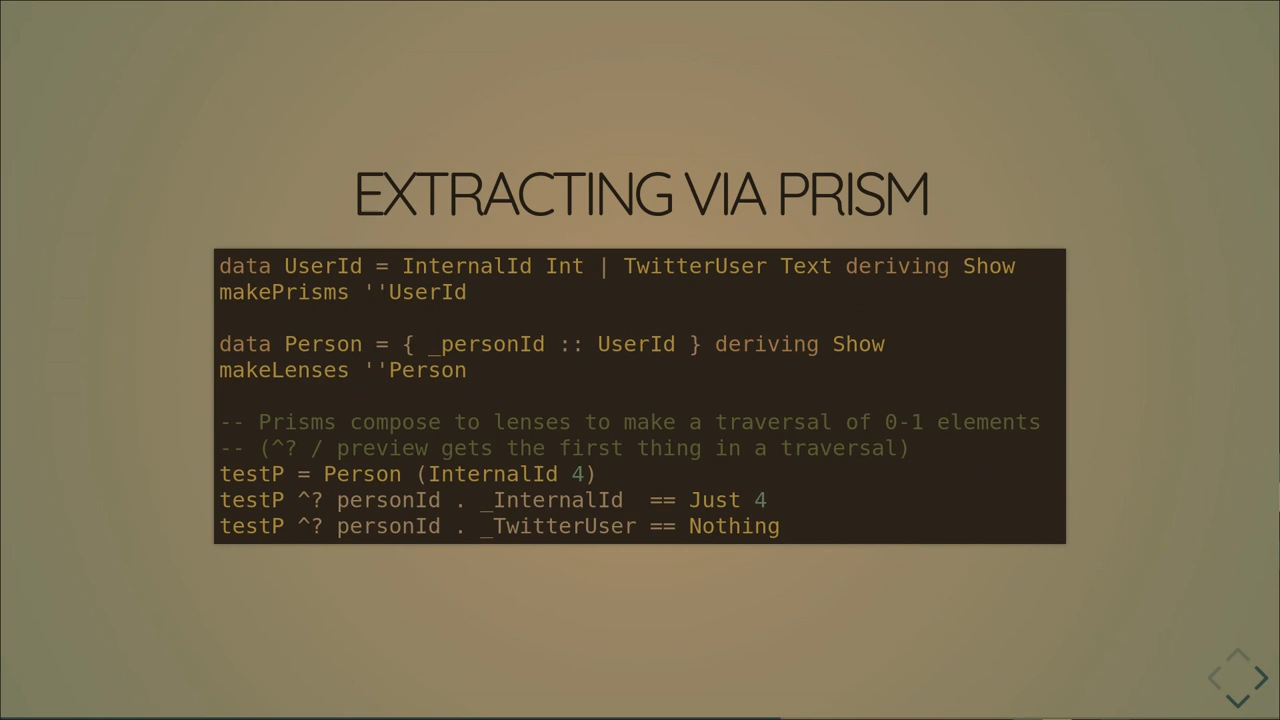 EXTRACTING VIA PRISM
data UserId = InternalId Int | TwitterUser Text deriving Show
makePrisms ''UserId
data Person = { _personId :: UserId } deriving Show
makeLenses ''Person
-- Prisms compose to lenses to make a traversal of 0-1 elements
-- (^? / preview gets the first thing in a traversal)
testP = Person (InternalId 4)
testP ^? personId . _InternalId  == Just 4
testP ^? personId . _TwitterUser == Nothing